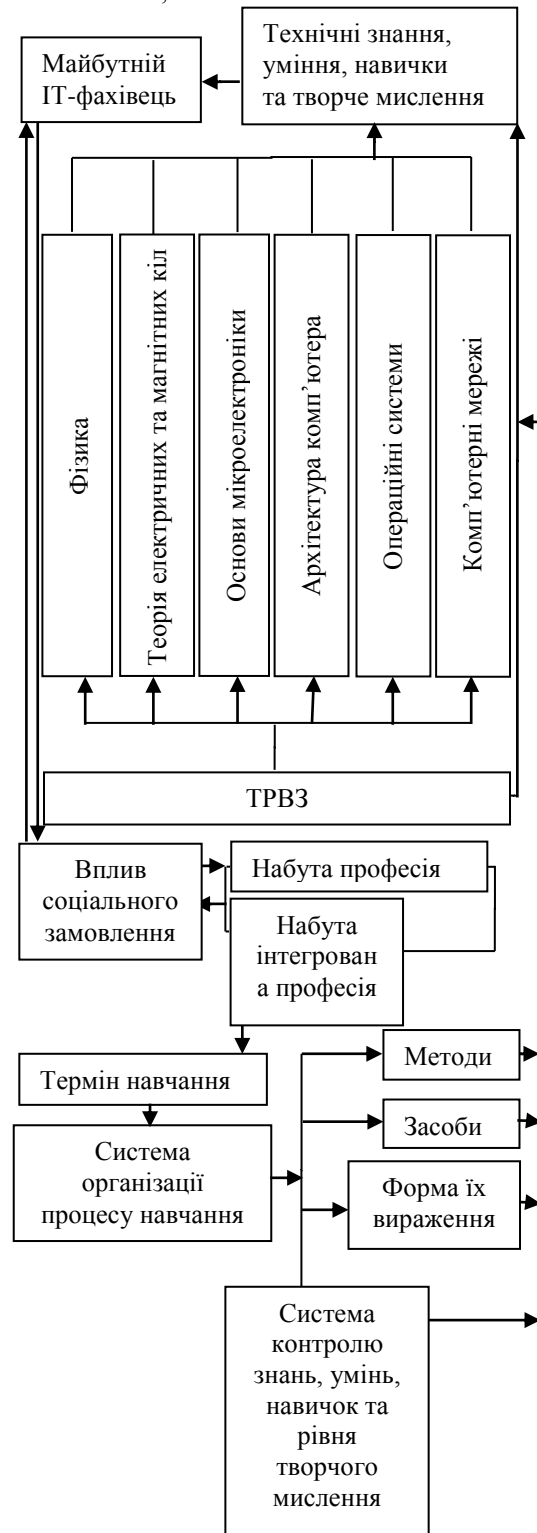 Майбутній
ІТ-фахівець
Технічні знання,
уміння, навички
та творче мислення
Фізика
Теорія електричних та магнітних кіл
Основи мікроелектроніки
Архітектура комп’ютера
Операційні системи
Комп’ютерні мережі
ТРВЗ
Вплив
соціального
замовлення
Набута професія
Набута
інтегрован
а професія
Термін навчання
Система
організації
процесу навчання
Методи
Засоби
Форма їх
вираження
Система
контролю
знань, умінь,
навичок та
рівня
творчого
мислення